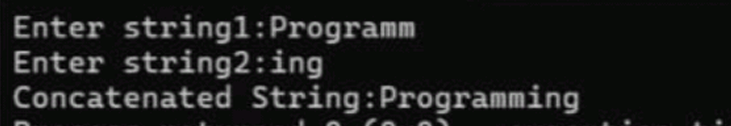 Enter string1:Programm
Enter string2:ing
Concatenated String:Programming